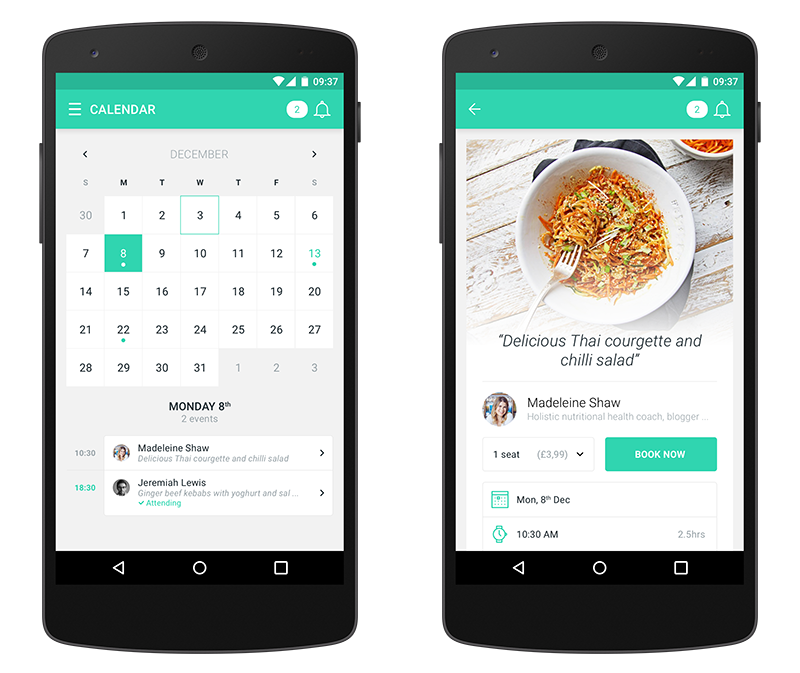 09:37
CALENDAR 2
DECEMBER
S M T W T F S
30 1 2 3 4 5 6
7 8 9 10 11 12 13
14 15 16 17 18 19 20
21 22 23 24 25 26 27
28 29 30 31 1 2 3
MONDAY 8th
2 events
10:30 Madeleine Shaw
Delicious Thai courgette and chilli salad
18:30 Jeremiah Lewis
Ginger beef kebabs with yoghurt and sal ...
Attending
09:37
2
“Delicious Thai courgette and
chilli salad”
Madeleine Shaw
Holistic nutritional health coach, blogger ...
1 seat (£3,99) BOOK NOW
Mon, 8th Dec
10:30 AM 2.5hrs